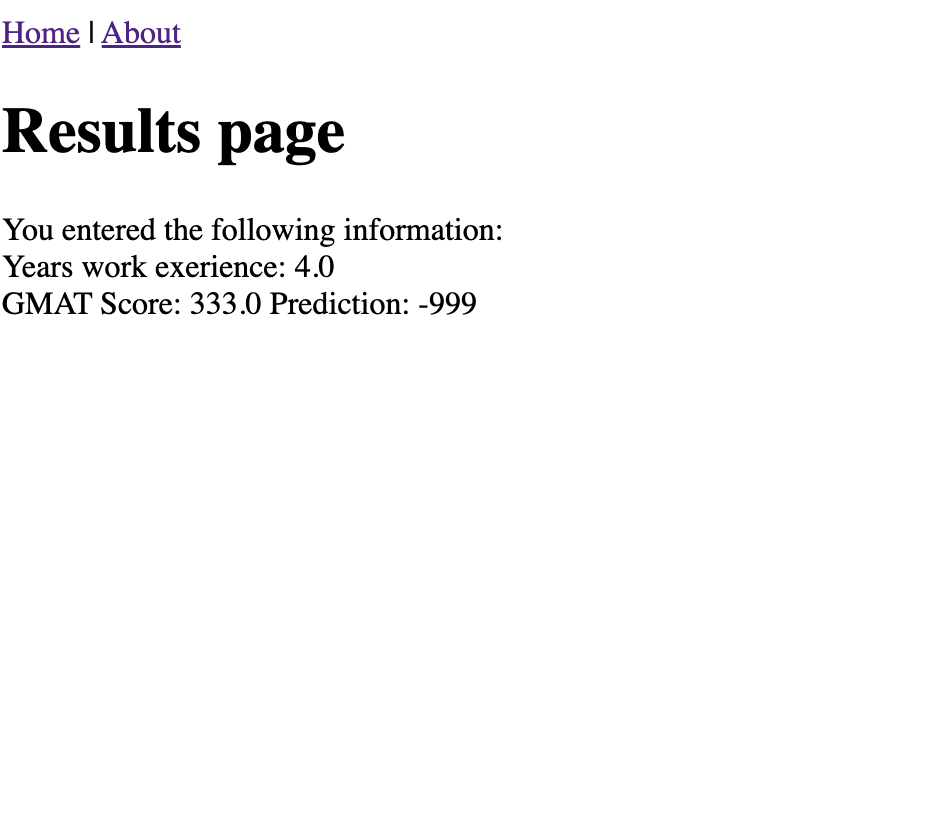 Home | About
Results page
You entered the following information:
Years work exerience: 4.0
GMAT Score: 333.0 Prediction: -999